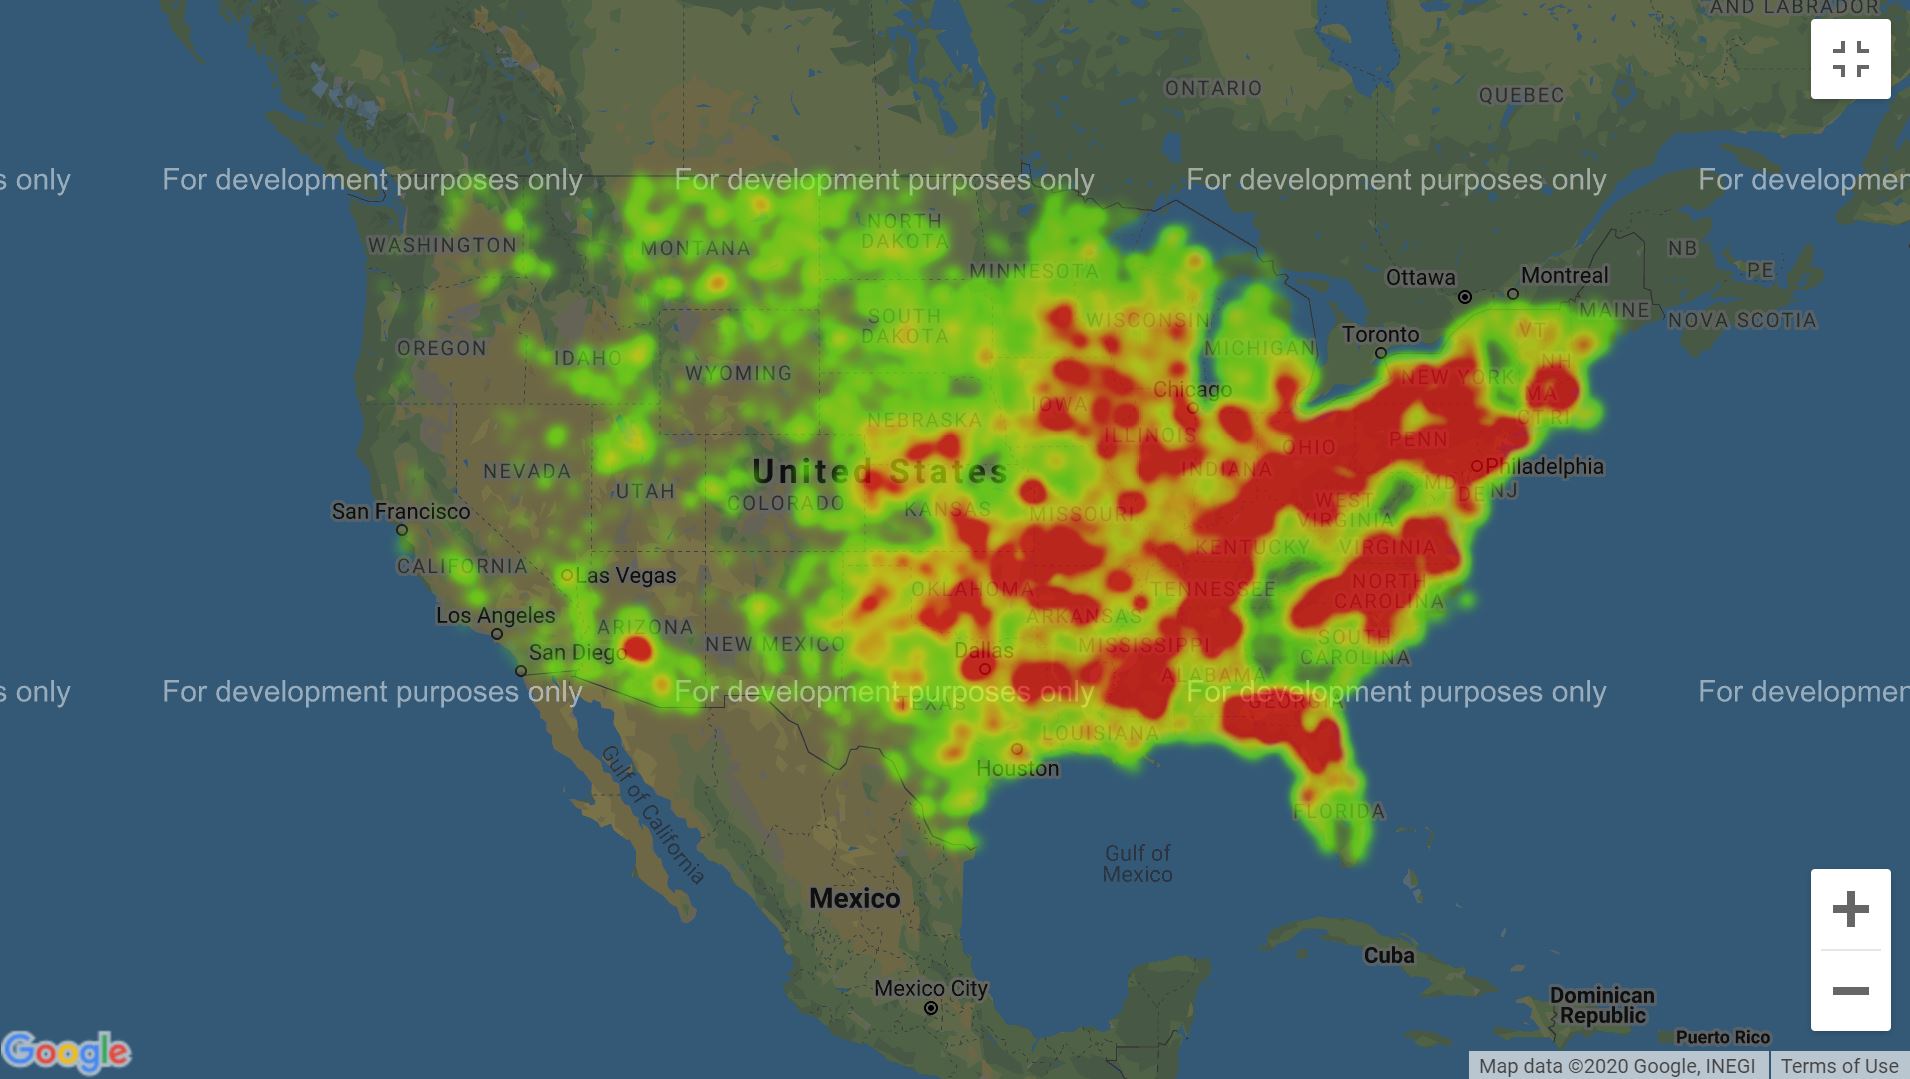 AND LABRADOR
ONTARIO
QUEBEC
s only
For development purposes only
For development purposes only
For development purposes only
For developmen
NORTH
DAKOTA
WASHINGTON
MONTANA
NB
MINNESOTA
PE
Ottawa
Montreal
MAINE
NOVA SCOTIA
SOUTH
DAKOTA
WISCONSIN
VT
Toronto
OREGON
IDAHO
MICHIGAN
NH
WYOMING
NEW YORK
Chicago
MA
IOWA
CT RI
NEBRASKA
ILLINOIS
OHIO
PENN
United States
NEVADA
INDIANA
Philadelphia
UTAH
COLORADO
MD
DE
NJ
San Francisco
KANSAS
MISSOURI
WEST
VIRGINIA
KENTUCKY
VIRGINIA
CALIFORNIA
Las Vegas
OKLAHOMA
TENNESSEE
NORTH
CAROLINA
Los Angeles
ARIZONA
ARKANSAS
NEW MEXICO
San Diego
Dallas
MISSISSIPPI
SOUTH
CAROLINA
ALABAMA
s only
For development purposes only
For development purposes only
For development purposes only
For developmen
EXAS
GEORGIA
LOUISIANA
Houston
Gulf of California
FLORIDA
Gulf of
Mexico
Mexico
Cuba
Mexico City
Dominican
Republic
Puerto Rico
Google
Map data ©2020 Google, INEGI
Terms of Use